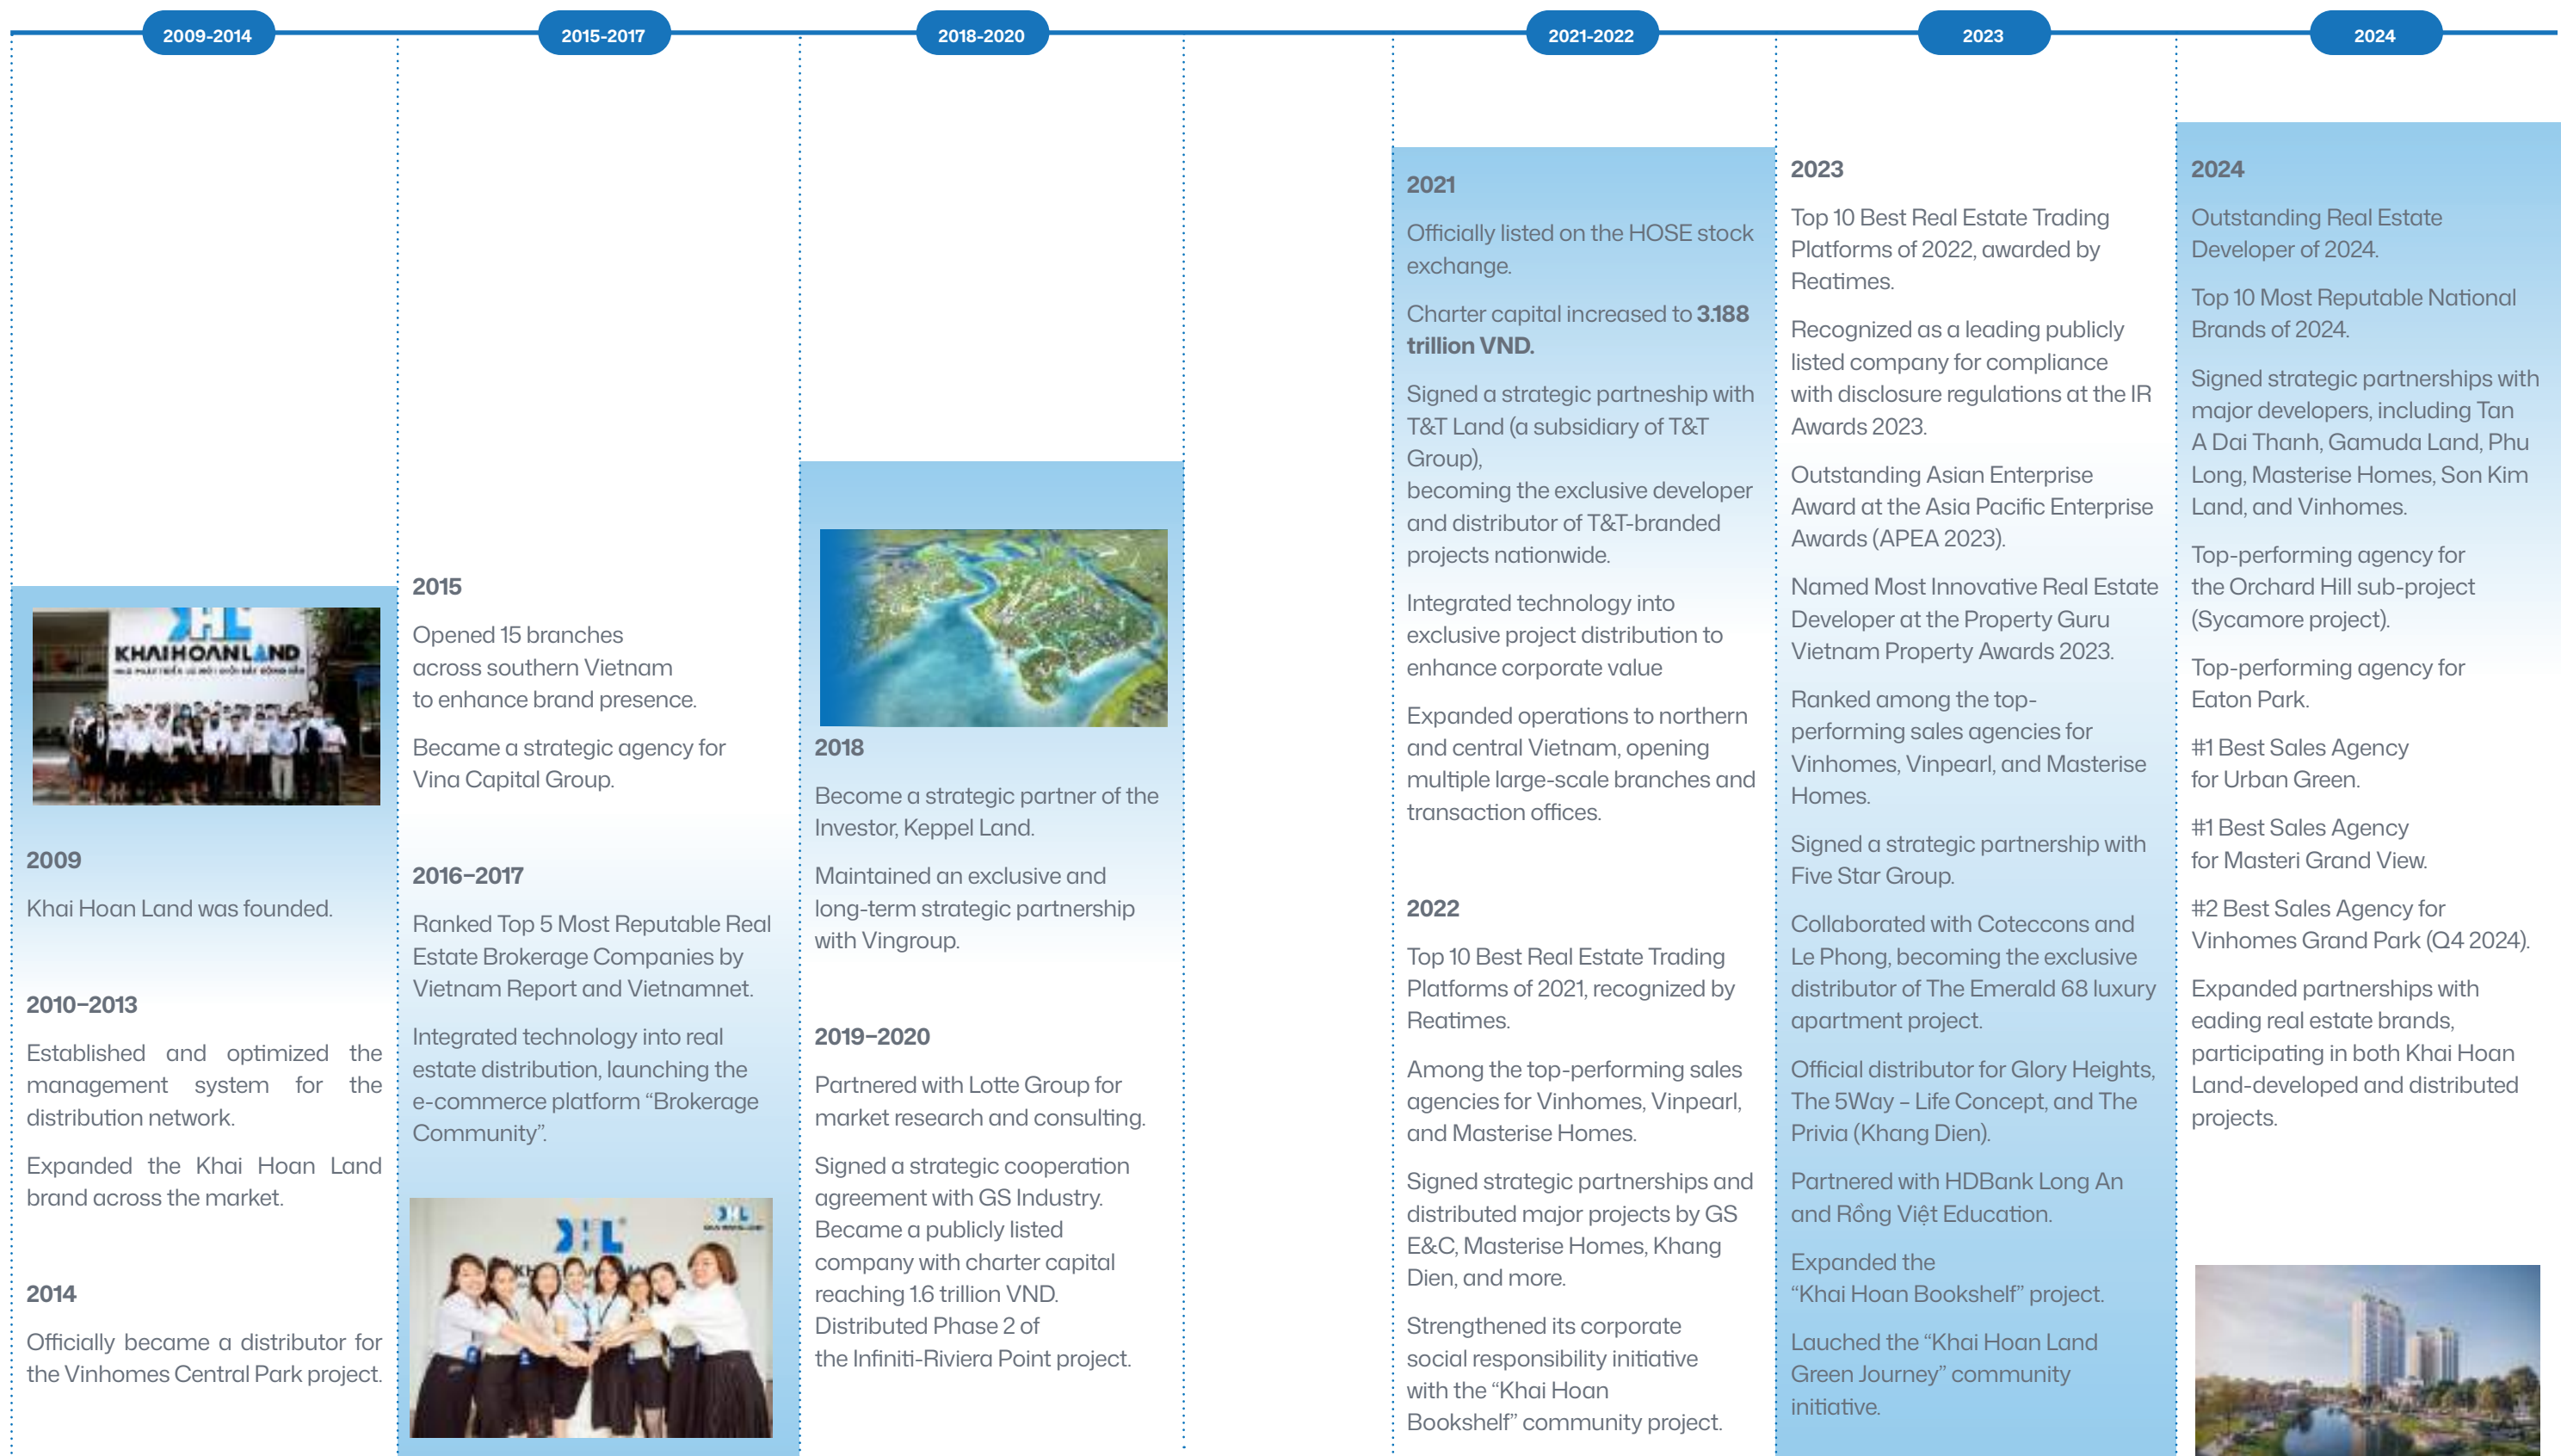 2009-2014
2015-2017
2018-2020
2021-2022
2023
2024
KHAIHOANLAND
2009
Khai Hoan Land was founded.
2010–2013
Established and optimized the
management system for the
distribution network.
Expanded the Khai Hoan Land
brand across the market.
2014
Officially became a distributor for
the Vinhomes Central Park project.
2015
Opened 15 branches
across southern Vietnam
to enhance brand presence.
Became a strategic agency for
Vina Capital Group.
2016–2017
Ranked Top 5 Most Reputable Real
Estate Brokerage Companies by
Vietnam Report and Vietnamnet.
Integrated technology into real
estate distribution, launching the
e-commerce platform “Brokerage
Community”.
2018
Become a strategic partner of the
Investor, Keppel Land.
Maintained an exclusive and
long-term strategic partnership
with Vingroup.
2019–2020
Partnered with Lotte Group for
market research and consulting.
Signed a strategic cooperation
agreement with GS Industry.
Became a publicly listed
company with charter capital
reaching 1.6 trillion VND.
Distributed Phase 2 of
the Infiniti-Riviera Point project.
2021
Officially listed on the HOSE stock
exchange.
Charter capital increased to 3.188
trillion VND.
Signed a strategic partneship with
T&T Land (a subsidiary of T&T
Group),
becoming the exclusive developer
and distributor of T&T-branded
projects nationwide.
Integrated technology into
exclusive project distribution to
enhance corporate value
Expanded operations to northern
and central Vietnam, opening
multiple large-scale branches and
transaction offices.
2022
Top 10 Best Real Estate Trading
Platforms of 2021, recognized by
Reatimes.
Among the top-performing sales
agencies for Vinhomes, Vinpearl,
and Masterise Homes.
Signed strategic partnerships and
distributed major projects by GS
E&C, Masterise Homes, Khang
Dien, and more.
Strengthened its corporate
social responsibility initiative
with the “Khai Hoan
Bookshelf” community project.
2023
Top 10 Best Real Estate Trading
Platforms of 2022, awarded by
Reatimes.
Recognized as a leading publicly
listed company for compliance
with disclosure regulations at the IR
Awards 2023.
Outstanding Asian Enterprise
Award at the Asia Pacific Enterprise
Awards (APEA 2023).
Named Most Innovative Real Estate
Developer at the Property Guru
Vietnam Property Awards 2023.
Ranked among the top-
performing sales agencies for
Vinhomes, Vinpearl, and Masterise
Homes.
Signed a strategic partnership with
Five Star Group.
Collaborated with Coteccons and
Le Phong, becoming the exclusive
distributor of The Emerald 68 luxury
apartment project.
Official distributor for Glory Heights,
The 5Way – Life Concept, and The
Privia (Khang Dien).
Partnered with HDBank Long An
and Rồng Việt Education.
Expanded the
“Khai Hoan Bookshelf” project.
Lauched the “Khai Hoan Land
Green Journey” community
initiative.
2024
Outstanding Real Estate
Developer of 2024.
Top 10 Most Reputable National
Brands of 2024.
Signed strategic partnerships with
major developers, including Tan
A Dai Thanh, Gamuda Land, Phu
Long, Masterise Homes, Son Kim
Land, and Vinhomes.
Top-performing agency for
the Orchard Hill sub-project
(Sycamore project).
Top-performing agency for
Eaton Park.
#1 Best Sales Agency
for Urban Green.
#1 Best Sales Agency
for Masteri Grand View.
#2 Best Sales Agency for
Vinhomes Grand Park (Q4 2024).
Expanded partnerships with
eading real estate brands,
participating in both Khai Hoan
Land-developed and distributed
projects.